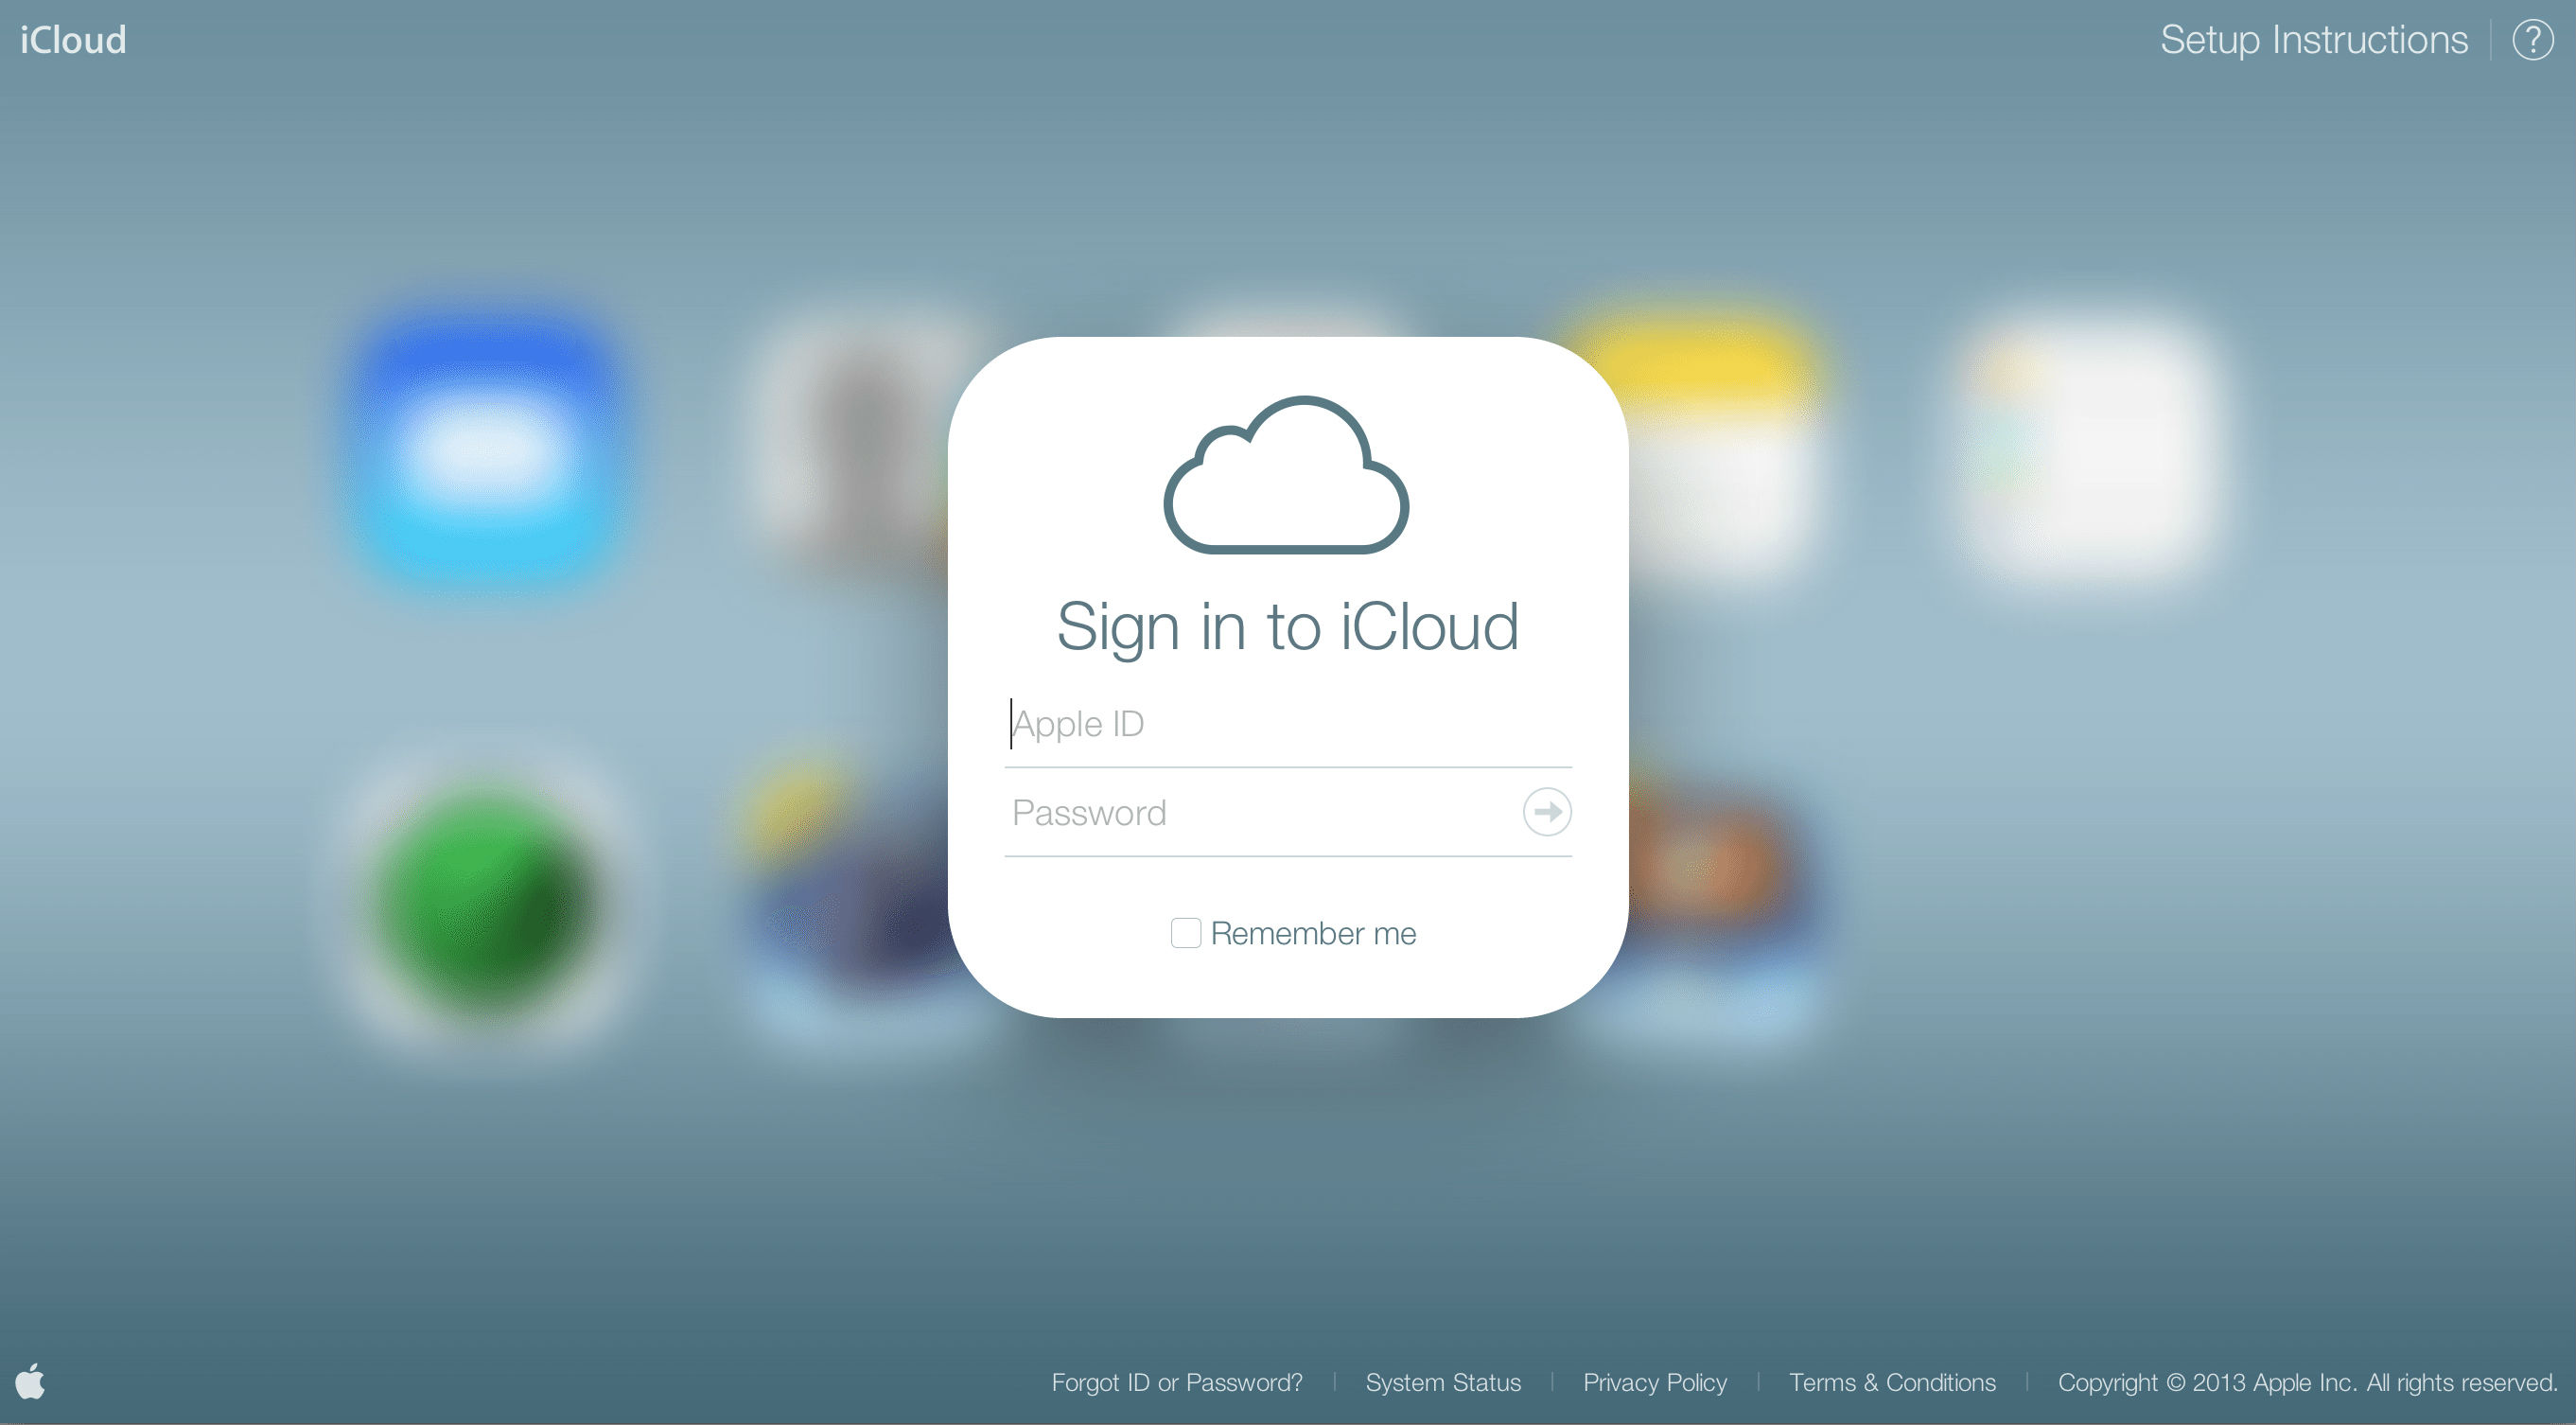 iCloud
Setup Instructions
?
Sign in to iCloud
Apple ID
Password
Remember me
Forgot ID or Password?
System Status
Privacy Policy
Terms & Conditions
Copyright © 2013 Apple Inc. All rights reserved.